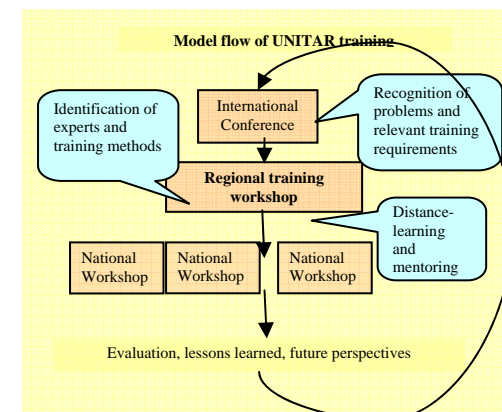 Model flow of UNITAR training
Identification of
experts and
training methods
International
Conference
Recognition of
problems and
relevant training
requirements
Regional training
workshop
Distance-
learning
and
mentoring
National
Workshop
National
Workshop
National
Workshop
Evaluation, lessons learned, future perspectives